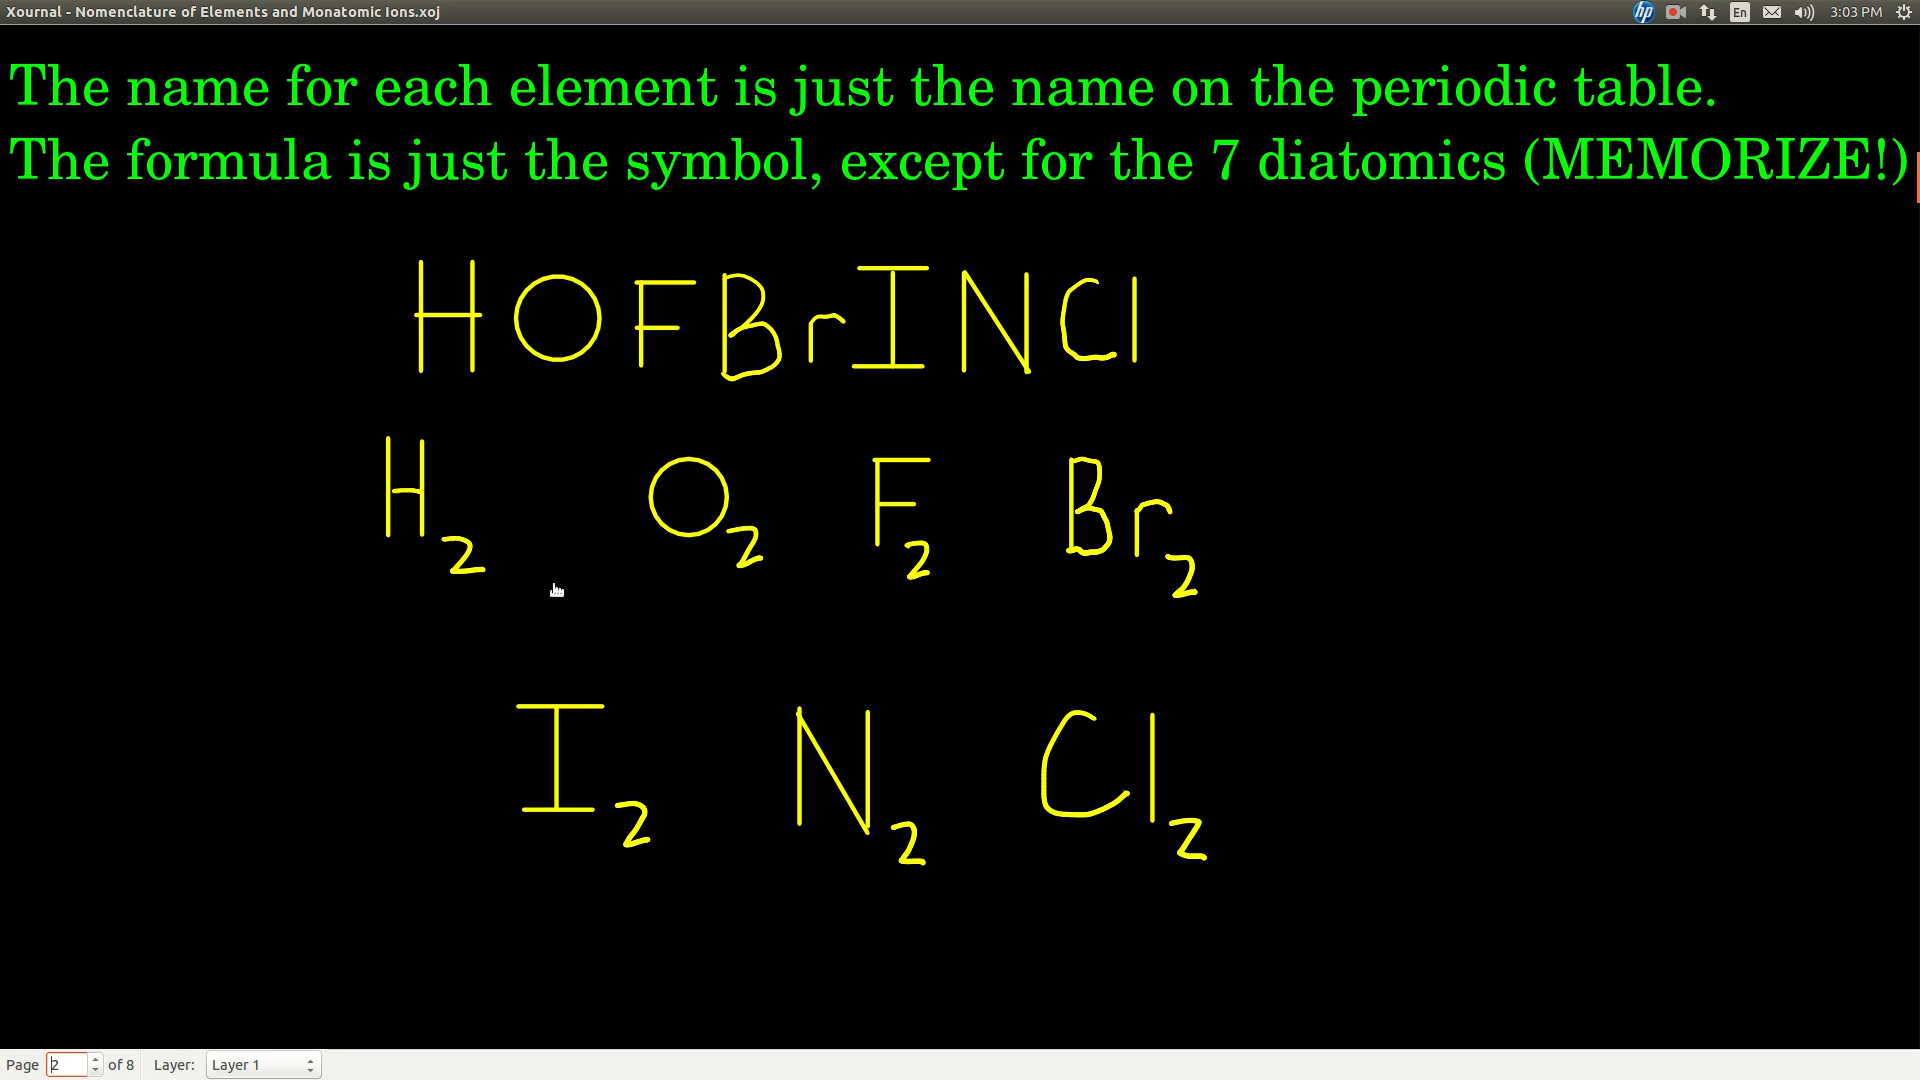 Xournal - Nomenclature of Elements and Monatomic Ions.xoj
hp En 3:03 PM
The name for each element is just the name on the periodic table.
The formula is just the symbol, except for the 7 diatomics (MEMORIZE!)
HOFBrINCl
H₂ O₂ F₂ Br₂
I₂ N₂ Cl₂
Page 2 of 8 Layer: Layer 1